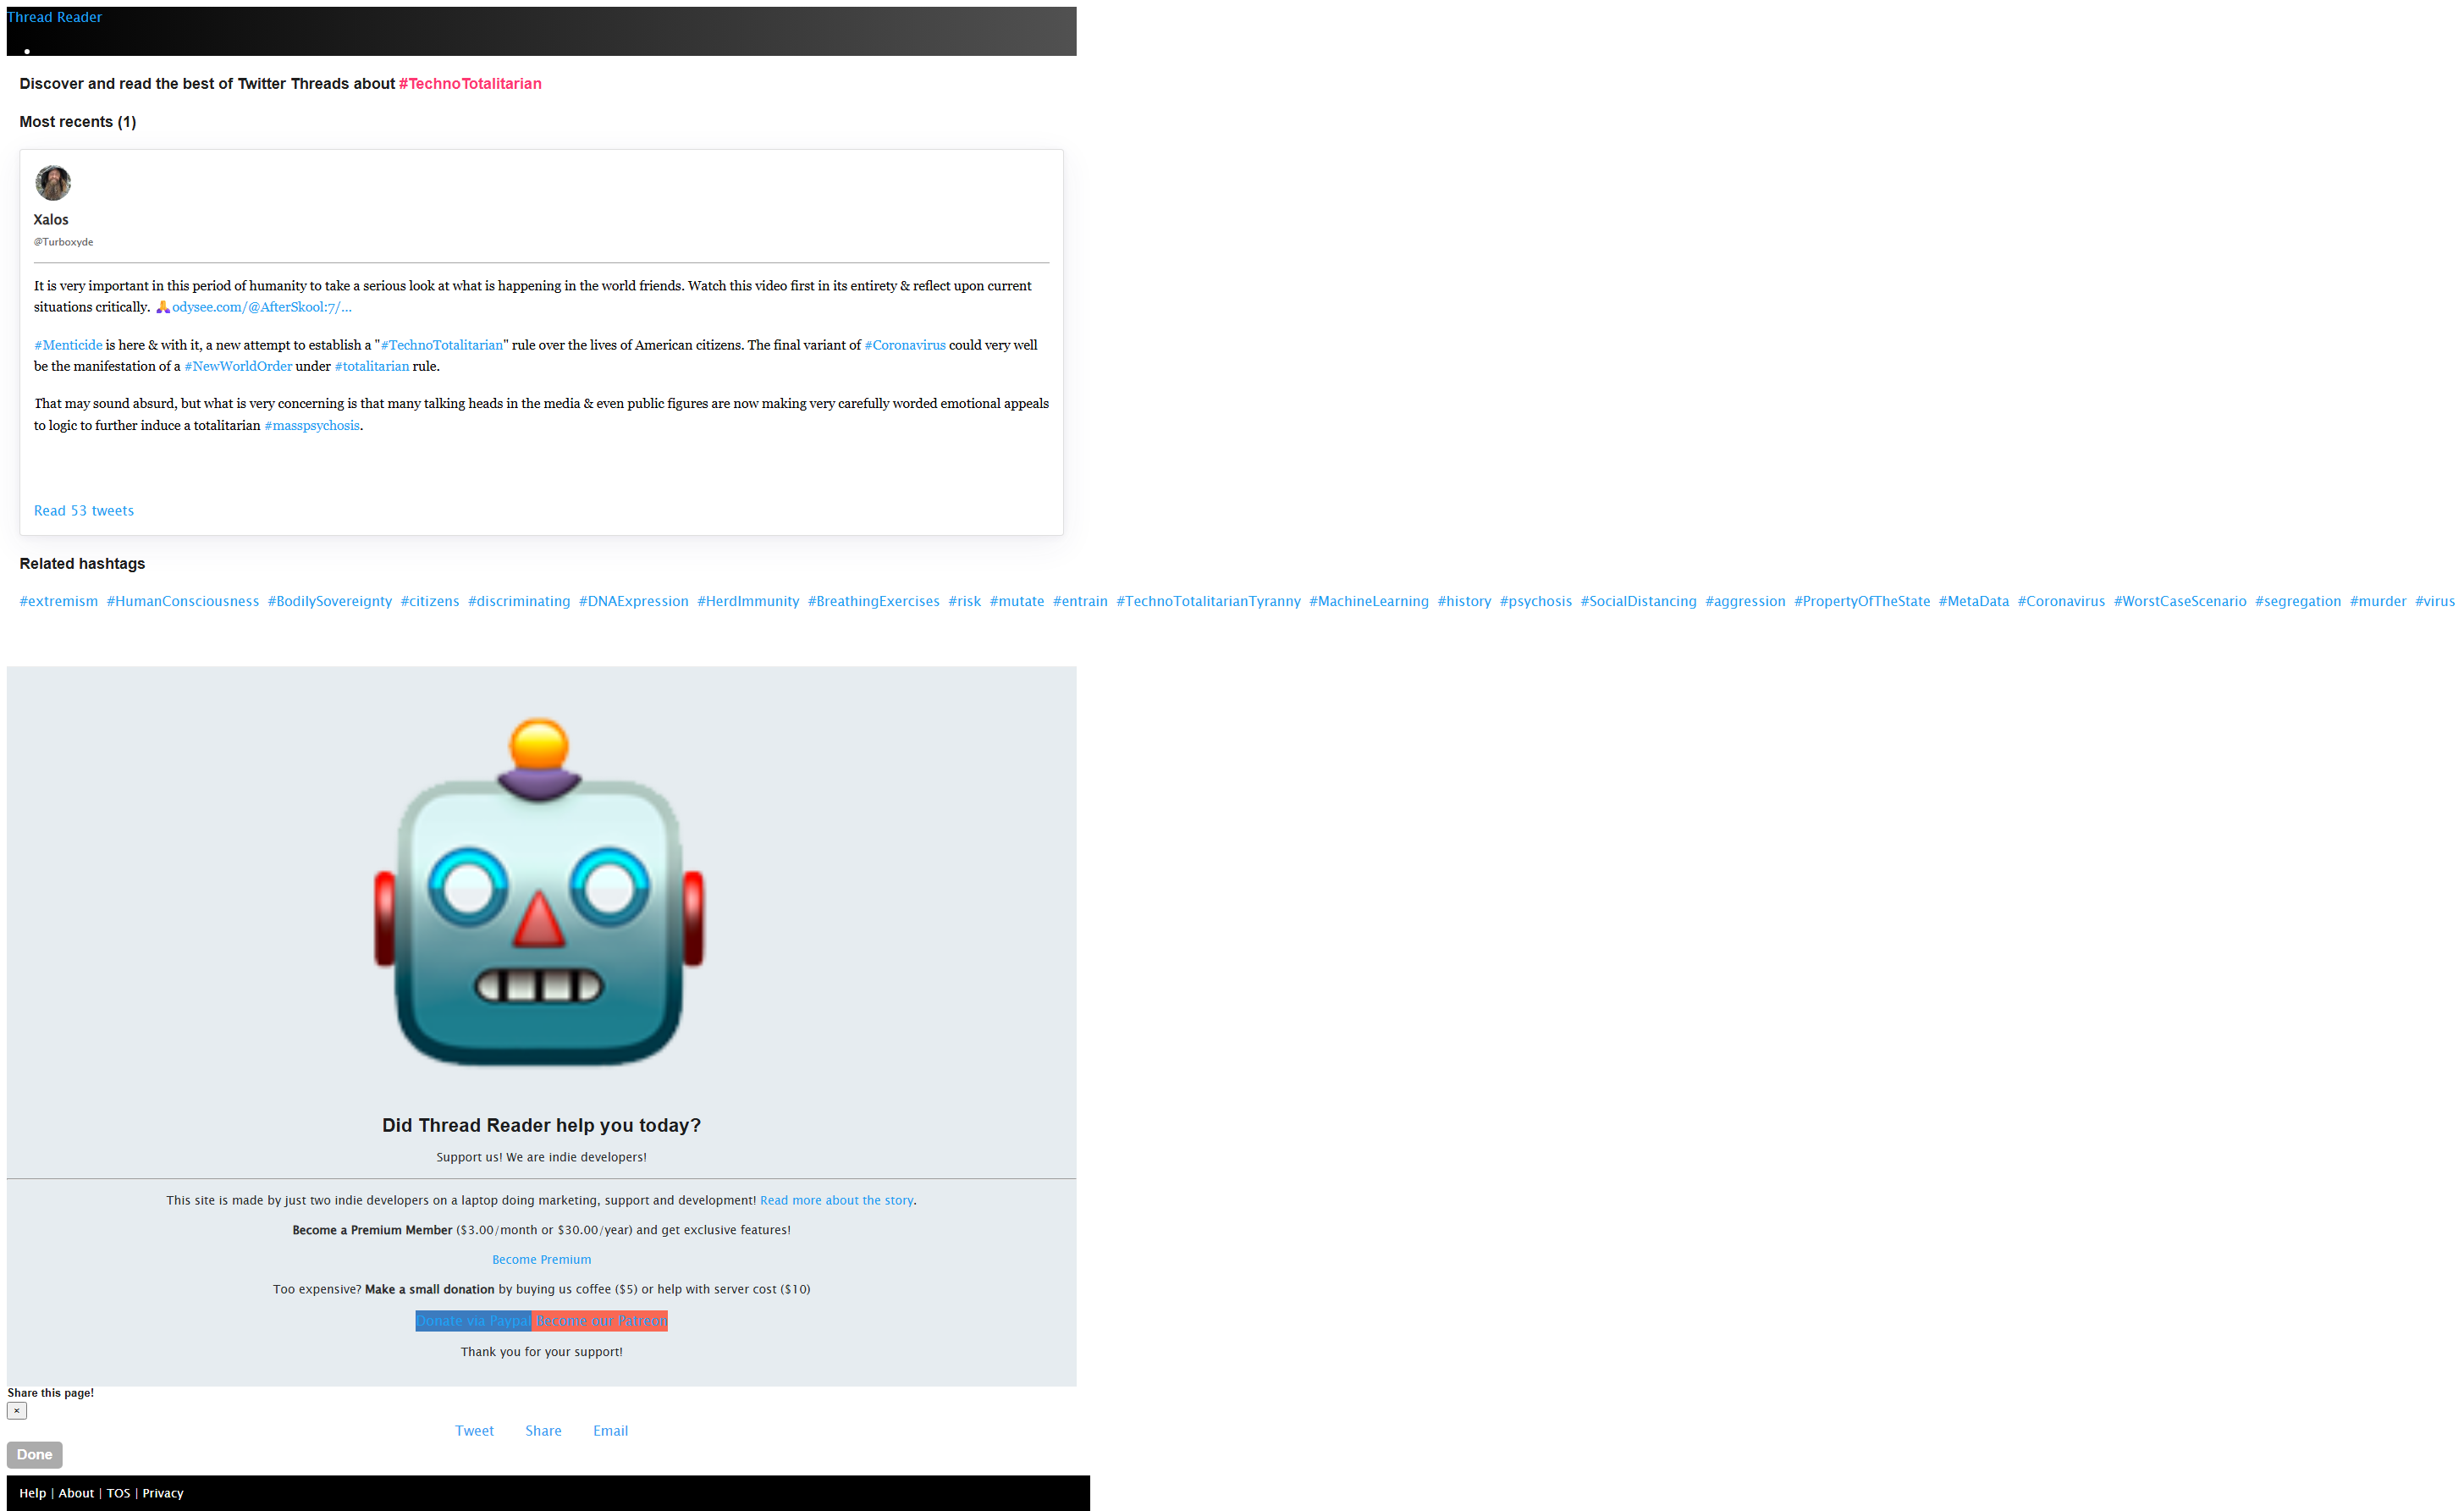 Thread Reader
Discover and read the best of Twitter Threads about #TechnoTotalitarian
Most recents (1)
Xalos
@Turboxyde
It is very important in this period of humanity to take a serious look at what is happening in the world friends. Watch this video first in its entirety & reflect upon current
situations critically. 🙏odysee.com/@AfterSkool:7/…
#Menticide is here & with it, a new attempt to establish a "#TechnoTotalitarian" rule over the lives of American citizens. The final variant of #Coronavirus could very well
be the manifestation of a #NewWorldOrder under #totalitarian rule.
That may sound absurd, but what is very concerning is that many talking heads in the media & even public figures are now making very carefully worded emotional appeals
to logic to further induce a totalitarian #masspsychosis.
Read 53 tweets
Related hashtags
#extremism #HumanConsciousness #BodilySovereignty #citizens #discriminating #DNAExpression #HerdImmunity #BreathingExercises #risk #mutate #entrain #TechnoTotalitarianTyranny #MachineLearning #history #psychosis #SocialDistancing #aggression #PropertyOfTheState #MetaData #Coronavirus #WorstCaseScenario #segregation #murder #virus
Did Thread Reader help you today?
Support us! We are indie developers!
This site is made by just two indie developers on a laptop doing marketing, support and development! Read more about the story.
Become a Premium Member ($3.00/month or $30.00/year) and get exclusive features!
Become Premium
Too expensive? Make a small donation by buying us coffee ($5) or help with server cost ($10)
Donate via Paypal Become our Patreon
Thank you for your support!
Share this page!
×
Tweet Share Email
Done
Help | About | TOS | Privacy